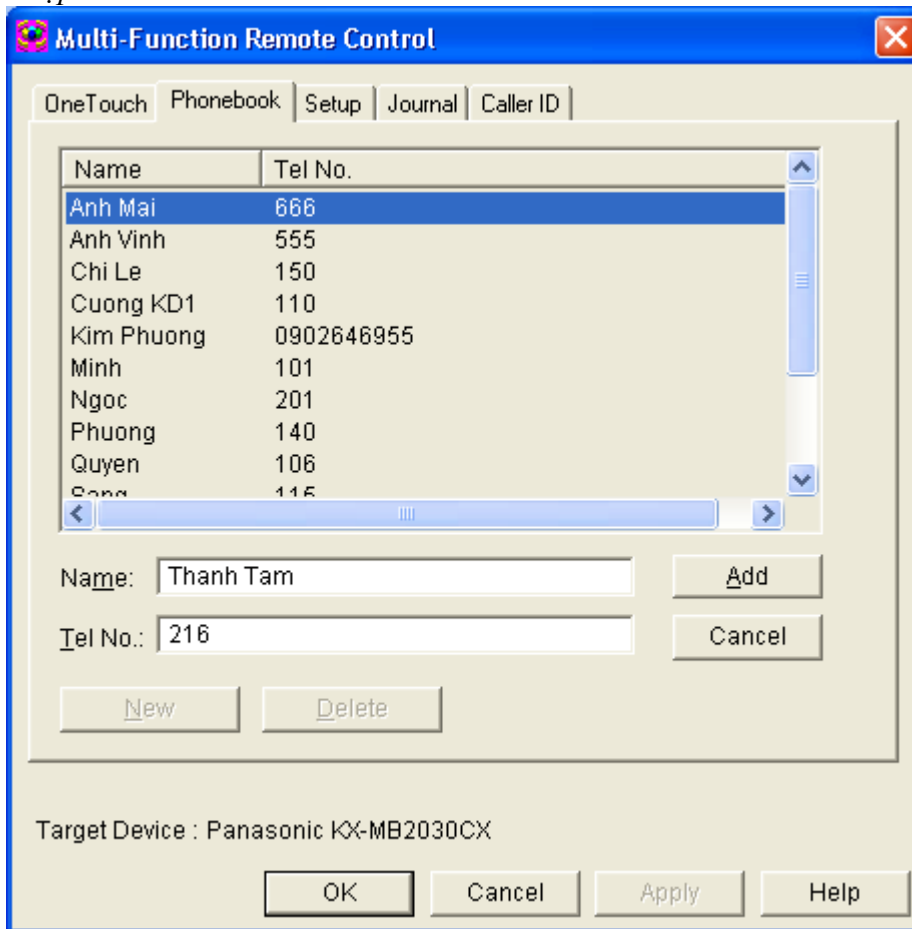 Multi-Function Remote Control
OneTouch Phonebook Setup Journal Caller ID
Name Tel No.
Anh Mai 666
Anh Vinh 555
Chi Le 150
Cuong KD1 110
Kim Phuong 0902646955
Minh 101
Ngoc 201
Phuong 140
Quyen 106
Name: Thanh Tam Add
Tel No.: 216 Cancel
New Delete
Target Device : Panasonic KX-MB2030CX
OK Cancel Apply Help